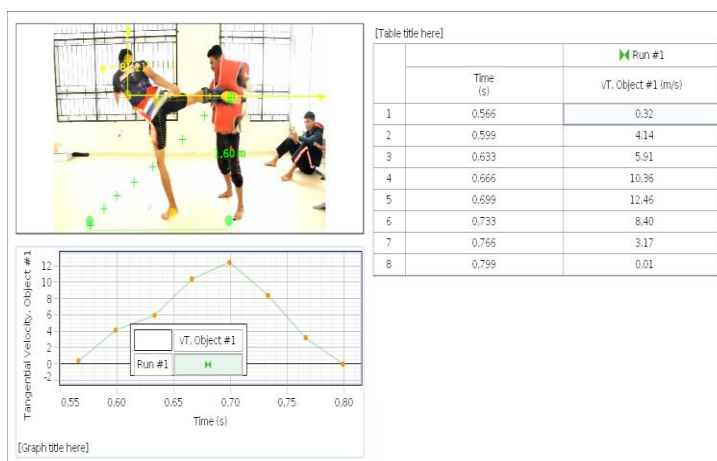 1,60 m
[Table title here]
Run #1
Time (s)
vT, Object #1 (m/s)
1 0,566 0,32
2 0,599 4,14
3 0,633 5,91
4 0,666 10,36
5 0,699 12,46
6 0,733 8,40
7 0,766 3,17
8 0,799 0,01
Tangential Velocity, Object #1
12
10
8
6
4
2
0
-2
vT, Object #1
Run #1
0,55 0,60 0,65 0,70 0,75 0,80
Time (s)
[Graph title here]